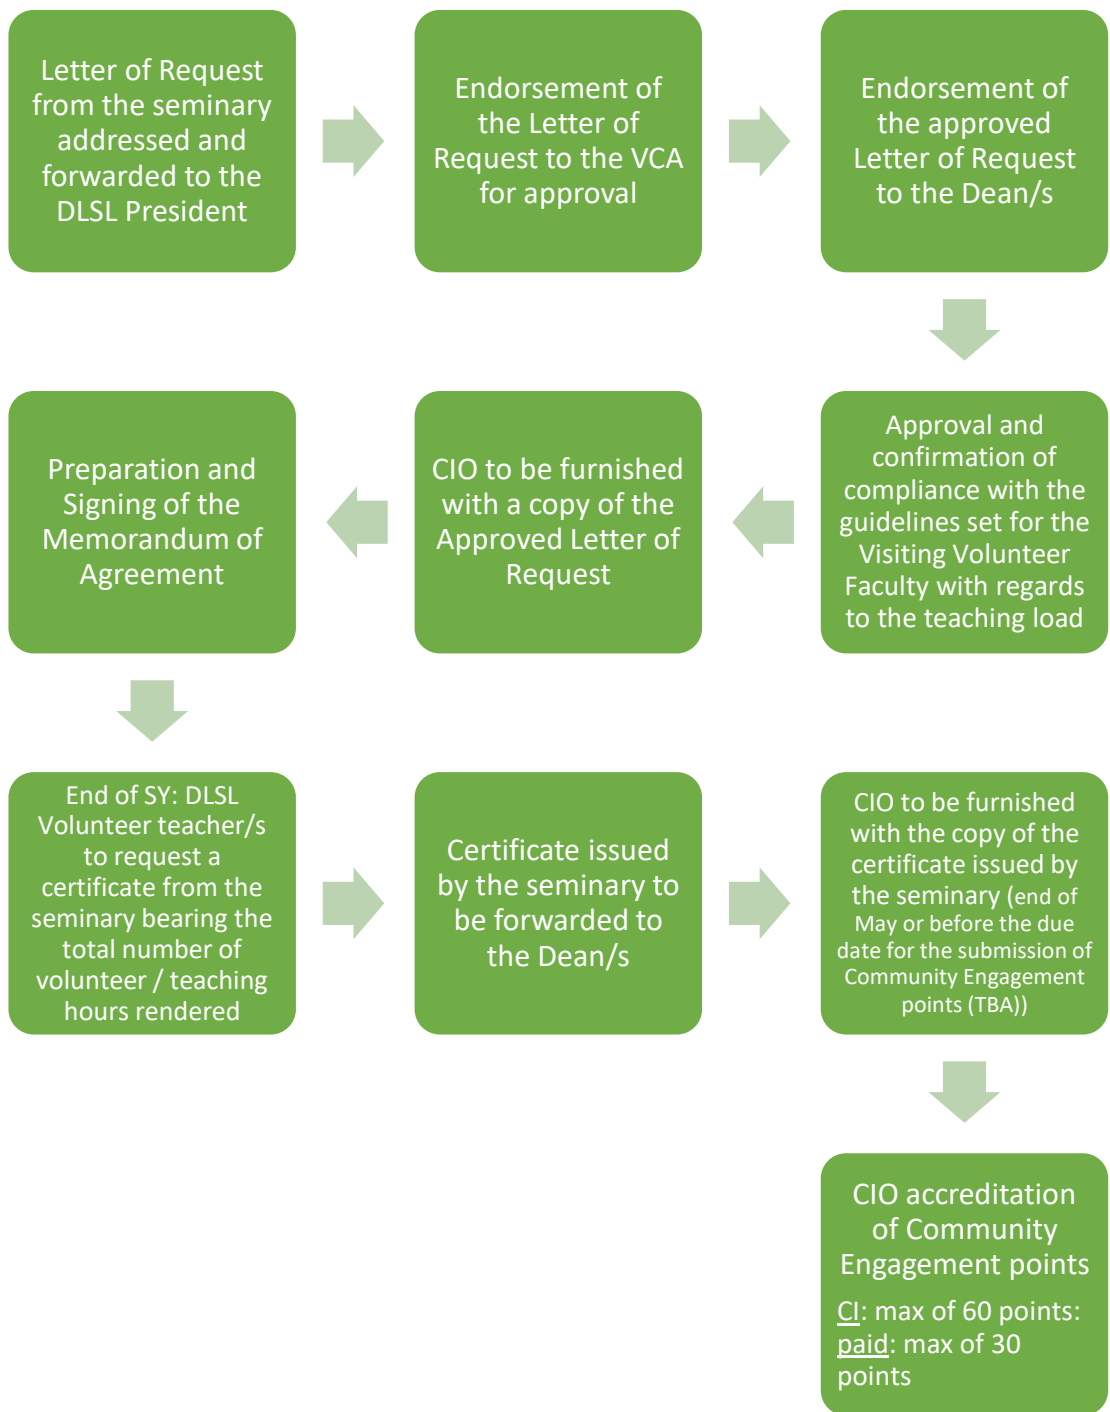 Letter of Request
from the seminary
addressed and
forwarded to the
DLSL President
Endorsement of
the Letter of
Request to the VCA
for approval
Endorsement of
the approved
Letter of Request
to the Dean/s
Approval and
confirmation of
compliance with the
guidelines set for the
Visiting Volunteer
Faculty with regards
to the teaching load
CIO to be furnished
with a copy of the
Approved Letter of
Request
Preparation and
Signing of the
Memorandum of
Agreement
End of SY: DLSL
Volunteer teacher/s
to request a
certificate from the
seminary bearing the
total number of
volunteer / teaching
hours rendered
Certificate issued
by the seminary to
be forwarded to
the Dean/s
CIO to be furnished
with the copy of the
certificate issued by
the seminary (end of
May or before the due
date for the submission of
Community Engagement
points (TBA))
CIO accreditation
of Community
Engagement points
CI: max of 60 points:
paid: max of 30
points